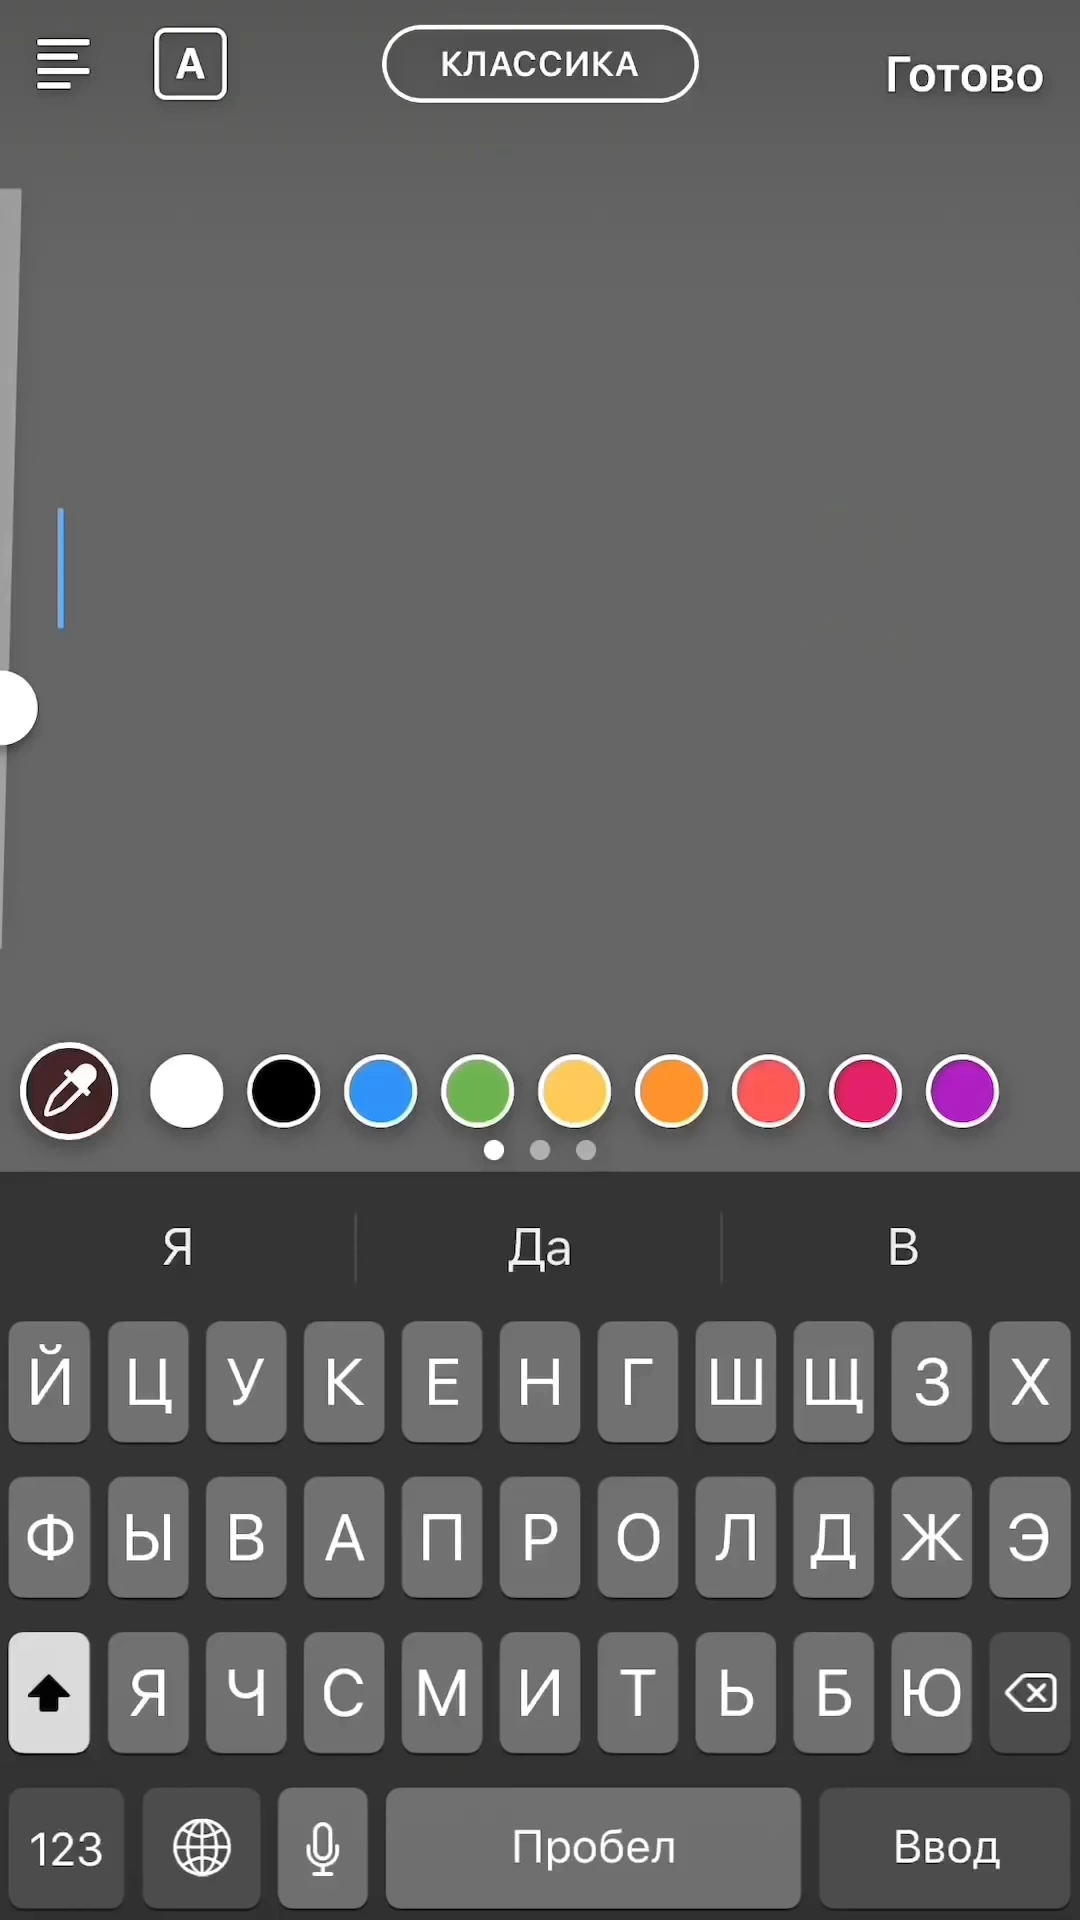 A КЛАССИКА Готово
Я Да В
Й Ц У К Е Н Г Ш Щ З Х
Ф Ы В А П Р О Л Д Ж Э
Я Ч С М И Т Ь Б Ю
123 Пробел Ввод